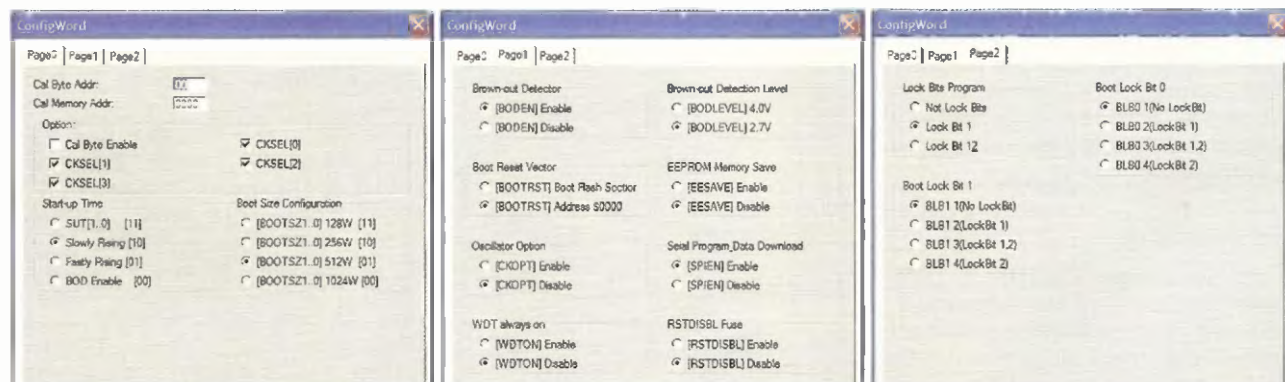 ConfigWord
Page0 Page1 Page2
Cal Byte Addr:
Cal Memory Addr: 0000
Option:
Cal Byte Enable CKSEL[0]
CKSEL[1] CKSEL[2]
CKSEL[3]
Start-up Time Boot Size Configuration
SUT[1..0] [11] [BOOTSZ1..0] 128W [11]
Slowly Rising [10] [BOOTSZ1..0] 256W [10]
Fastly Rising [01] [BOOTSZ1..0] 512W [01]
BOD Enable [00] [BOOTSZ1..0] 1024W [00]
ConfigWord
Page0 Page1 Page2
Brown-out Detector Brown-out Detection Level
[BODEN] Enable [BODLEVEL] 4.0V
[BODEN] Disable [BODLEVEL] 2.7V
Boot Reset Vector EEPROM Memory Save
[BOOTRST] Boot Flash Sectior [EESAVE] Enable
[BOOTRST] Address $0000 [EESAVE] Disable
Oscillator Option Serial Program_Data Download
[CKOPT] Enable [SPIEN] Enable
[CKOPT] Disable [SPIEN] Disable
WDT always on RSTDISBL Fuse
[WDTON] Enable [RSTDISBL] Enable
[WDTON] Disable [RSTDISBL] Disable
ConfigWord
Page0 Page1 Page2
Lock Bits Program Boot Lock Bit 0
Not Lock Bits BLB0 1(No LockBit)
Lock Bit 1 BLB0 2(LockBit 1)
Lock Bit 12 BLB0 3(LockBit 1,2)
BLB0 4(LockBit 2)
Boot Lock Bit 1
BLB1 1(No LockBit)
BLB1 2(LockBit 1)
BLB1 3(LockBit 1,2)
BLB1 4(LockBit 2)